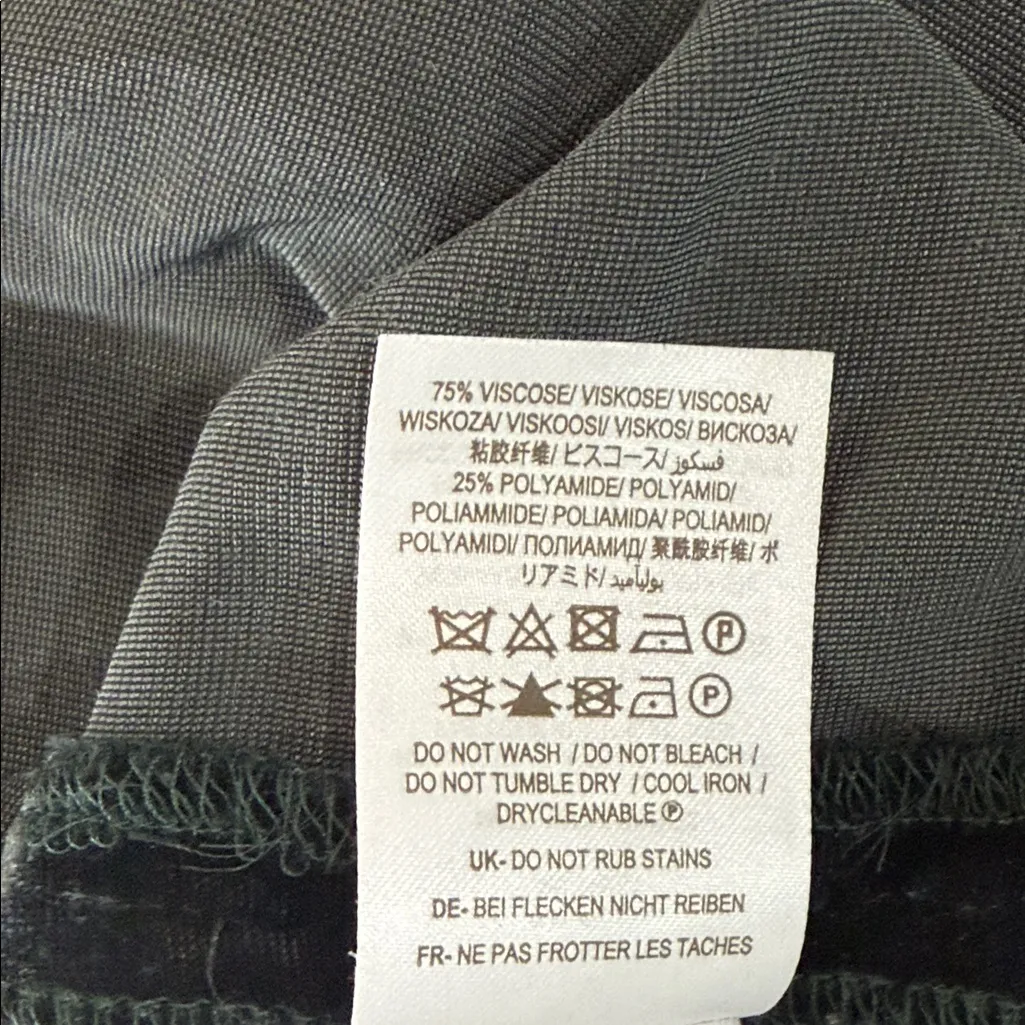 75% VISCOSE/ VISKOSE/ VISCOSA/
WISKOZA/ VISKOOSI/ VISKOS/ ВИСКОЗА/
粘胶纤维/ ビスコース/ فسكوز
25% POLYAMIDE/ POLYAMID/
POLIAMMIDE/ POLIAMIDA/ POLIAMID/
POLYAMIDI/ ПОЛИАМИД/ 聚酰胺纤维/ ポ
リアミド/ بولياميد
P
P
DO NOT WASH / DO NOT BLEACH /
DO NOT TUMBLE DRY / COOL IRON /
DRYCLEANABLE Ⓟ
UK- DO NOT RUB STAINS
DE- BEI FLECKEN NICHT REIBEN
FR- NE PAS FROTTER LES TACHES